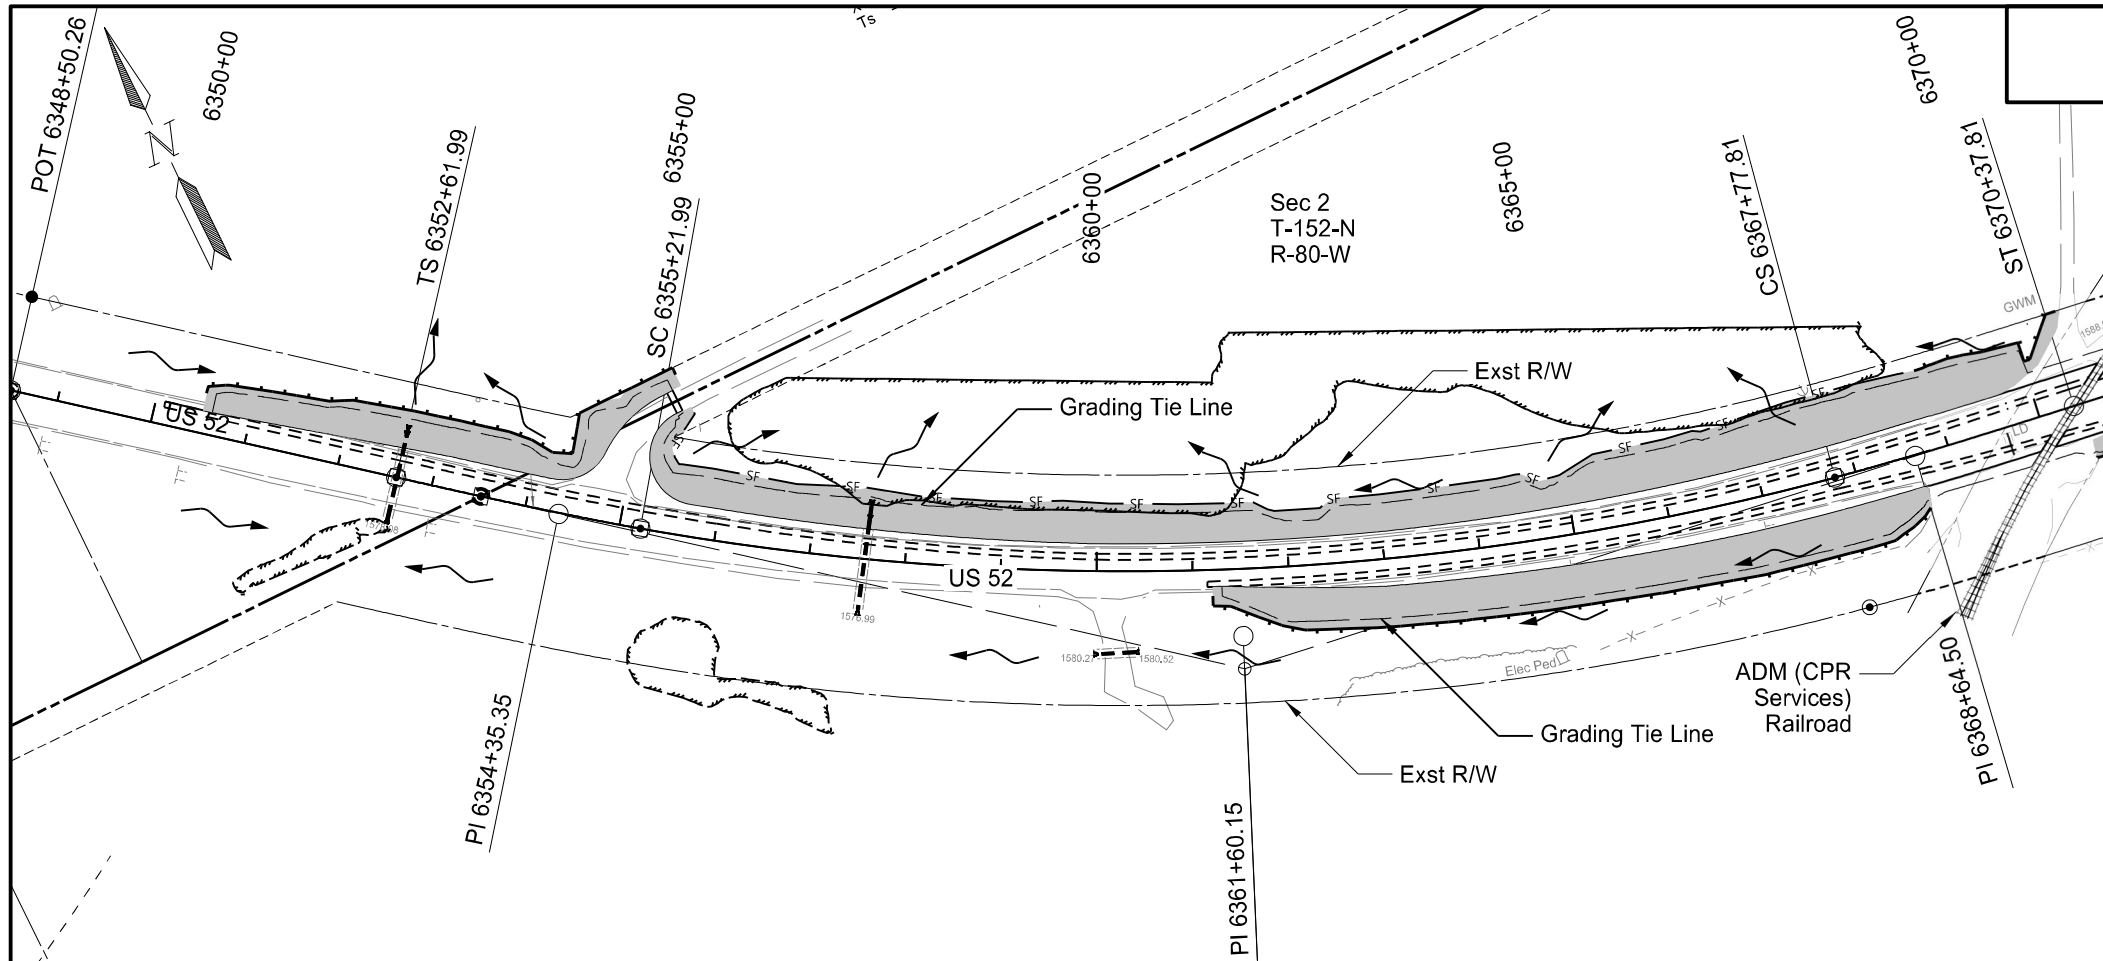 POT 6348+50.26
6350+00
Ts
N
TS 6352+61.99
6355+00
SC 6355+21.99
6360+00
Sec 2
T-152-N
R-80-W
6365+00
CS 6367+77.81
6370+00
ST 6370+37.81
GWM
Exst R/W
Grading Tie Line
US 52
SF
SF
SF
SF
SF
SF
SF
SF
SF
SF
SF
SF
LD
US 52
1576.99
1580.27
1580.52
X
X
X
X
Elec Ped
ADM (CPR
Services)
Railroad
Grading Tie Line
Exst R/W
PI 6354+35.35
PI 6361+60.15
PI 6368+64.50